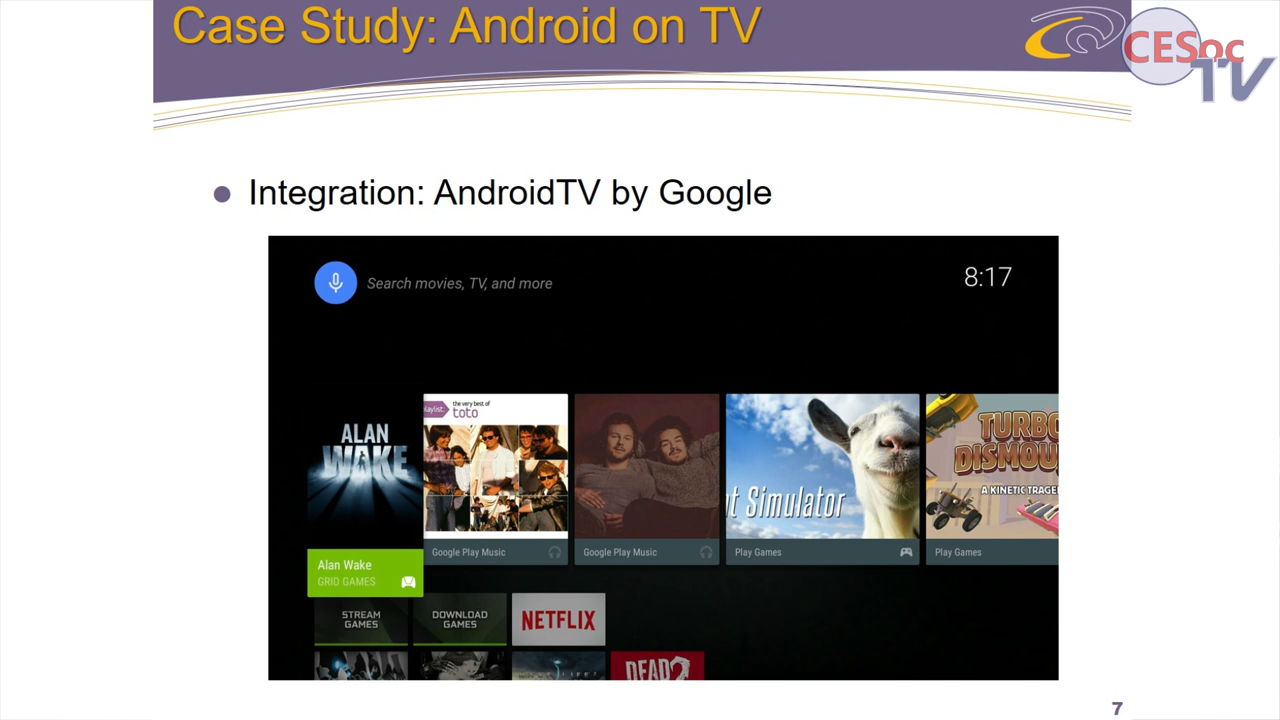 Case Study: Android on TV
CESoc
TV
Integration: AndroidTV by Google
Search movies, TV, and more
8:17
playlist:
the very best of
toto
ALAN
WAKE
t Simulator
TURBO
DISMOU
A KINETIC TRAGE
Google Play Music
Google Play Music
Play Games
Play Games
Alan Wake
GRID GAMES
STREAM
GAMES
DOWNLOAD
GAMES
NETFLIX
DEAD
7